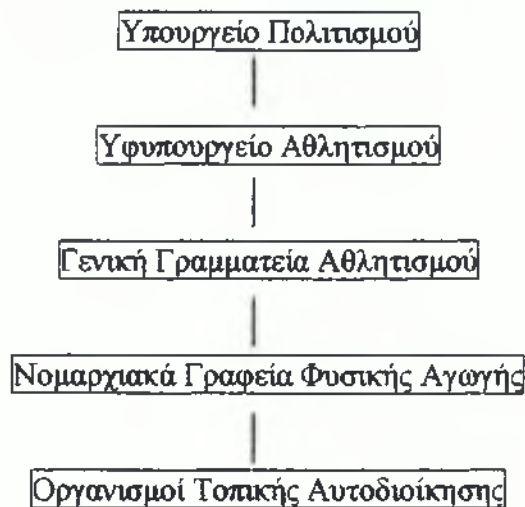 Υπουργείο Πολιτισμού
Υφυπουργείο Αθλητισμού
Γενική Γραμματεία Αθλητισμού
Νομαρχιακά Γραφεία Φυσικής Αγωγής
Οργανισμοί Τοπικής Αυτοδιοίκησης